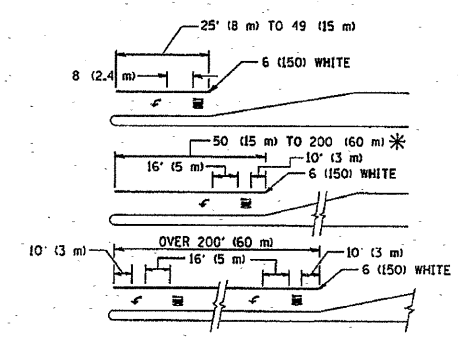 25' (8 m) TO 49 (15 m)
8 (2.4 m)
6 (150) WHITE
50 (15 m) TO 200 (60 m) *
16' (5 m)
10' (3 m)
6 (150) WHITE
OVER 200' (60 m)
10' (3 m)
16' (5 m)
10' (3 m)
6 (150) WHITE